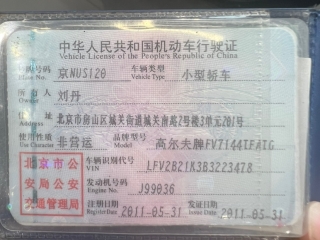 中华人民共和国机动车行驶证
Vehicle License of the People's Republic of China
号牌号码 京NUS120 车辆类型 小型轿车
Plate No. Vehicle Type
所有人 刘丹
Owner
住址 北京市房山区城关街道城关南路2号楼3单元201号
Address
使用性质 非营运 品牌型号 高尔夫牌FV7144TFATG
Use Character Model
北京市公 车辆识别代号 LFV2B21K3B3223478
安局公安 VIN
交通管理局 发动机号码 J99036
Engine No.
注册日期 2011-05-31 发证日期 2011-05-31
Register Date Issue Date